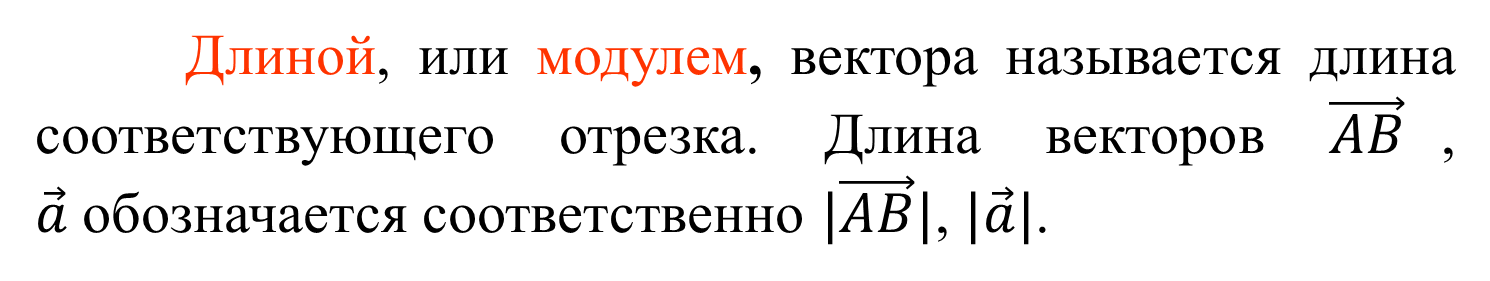 Длиной, или модулем, вектора называется длина
соответствующего отрезка. Длина векторов $\overrightarrow{AB}$ ,
$\vec{a}$ обозначается соответственно $|\overrightarrow{AB}|$, $|\vec{a}|$.